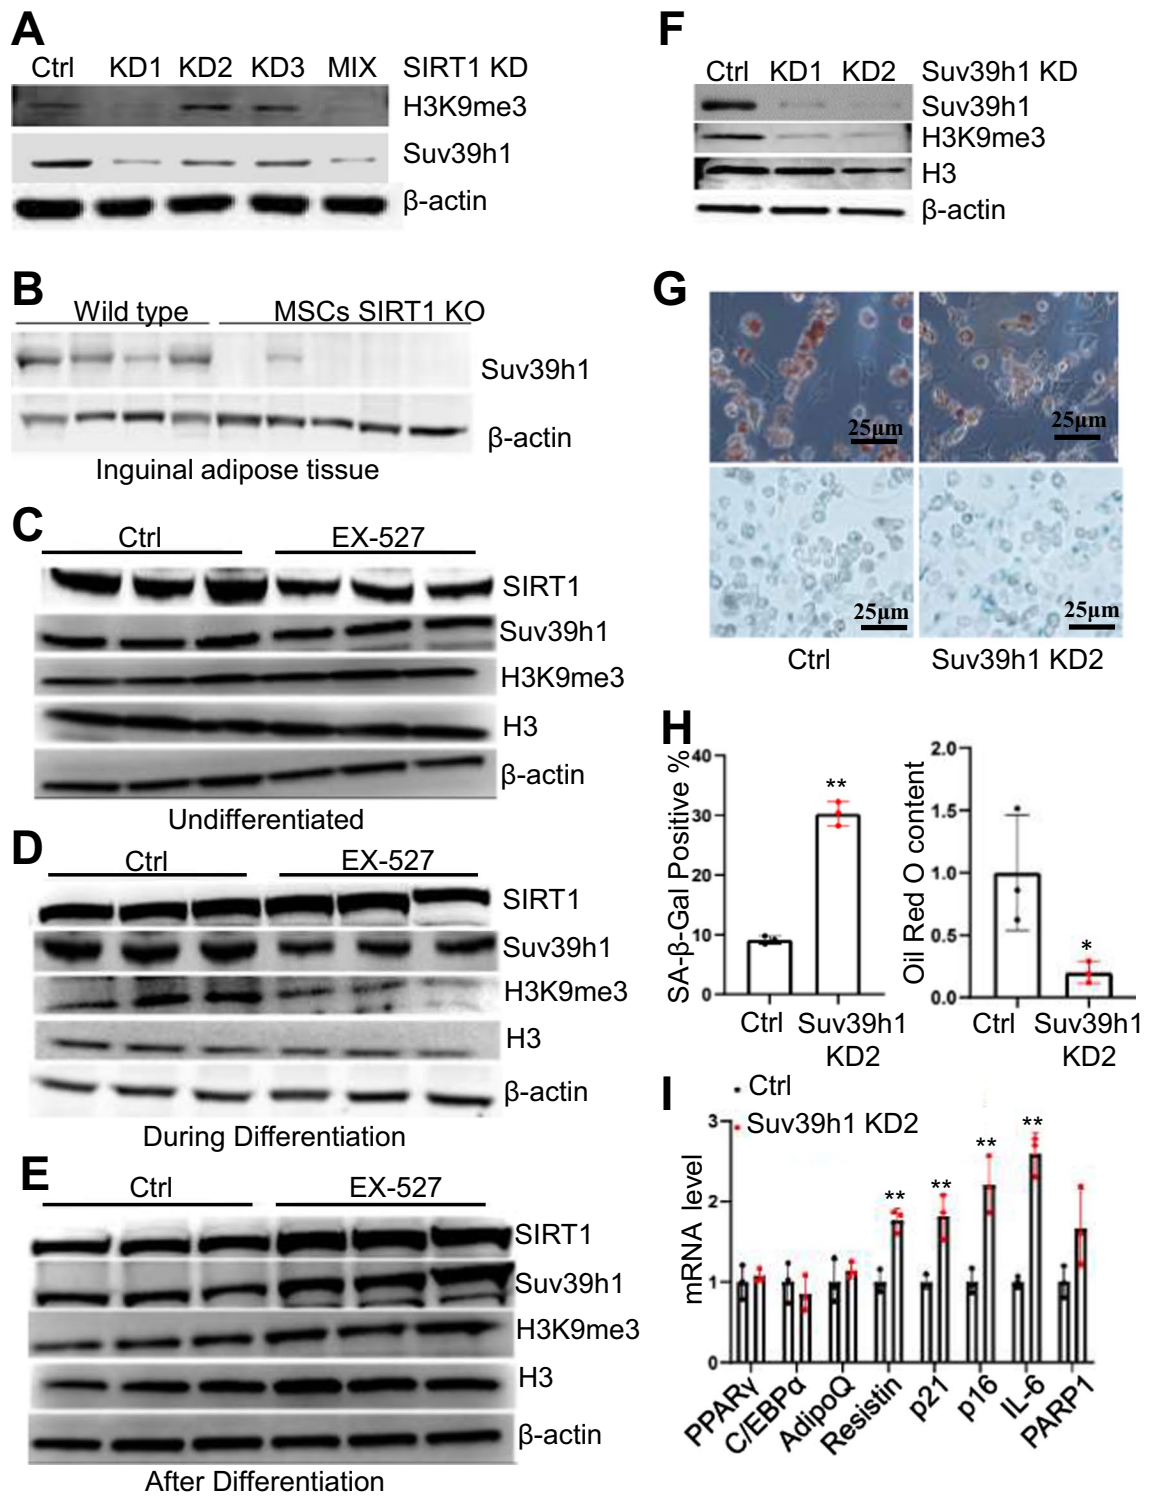 A
Ctrl KD1 KD2 KD3 MIX SIRT1 KD
H3K9me3
Suv39h1
β-actin
B
Wild type MSCs SIRT1 KO
Suv39h1
β-actin
Inguinal adipose tissue
C
Ctrl EX-527
SIRT1
Suv39h1
H3K9me3
H3
β-actin
Undifferentiated
D
Ctrl EX-527
SIRT1
Suv39h1
H3K9me3
H3
β-actin
During Differentiation
E
Ctrl EX-527
SIRT1
Suv39h1
H3K9me3
H3
β-actin
After Differentiation
F
Ctrl KD1 KD2 Suv39h1 KD
Suv39h1
H3K9me3
H3
β-actin
G
25μm 25μm
25μm 25μm
Ctrl Suv39h1 KD2
H
SA-β-Gal Positive %
40
30
20
10
0
**
Ctrl Suv39h1
KD2
Oil Red O content
2.0
1.5
1.0
0.5
0.0
*
Ctrl Suv39h1
KD2
I
Ctrl
Suv39h1 KD2
mRNA level
3
2
1
0
** ** ** **
PPARγ C/EBPα AdipoQ Resistin p21 p16 IL-6 PARP1